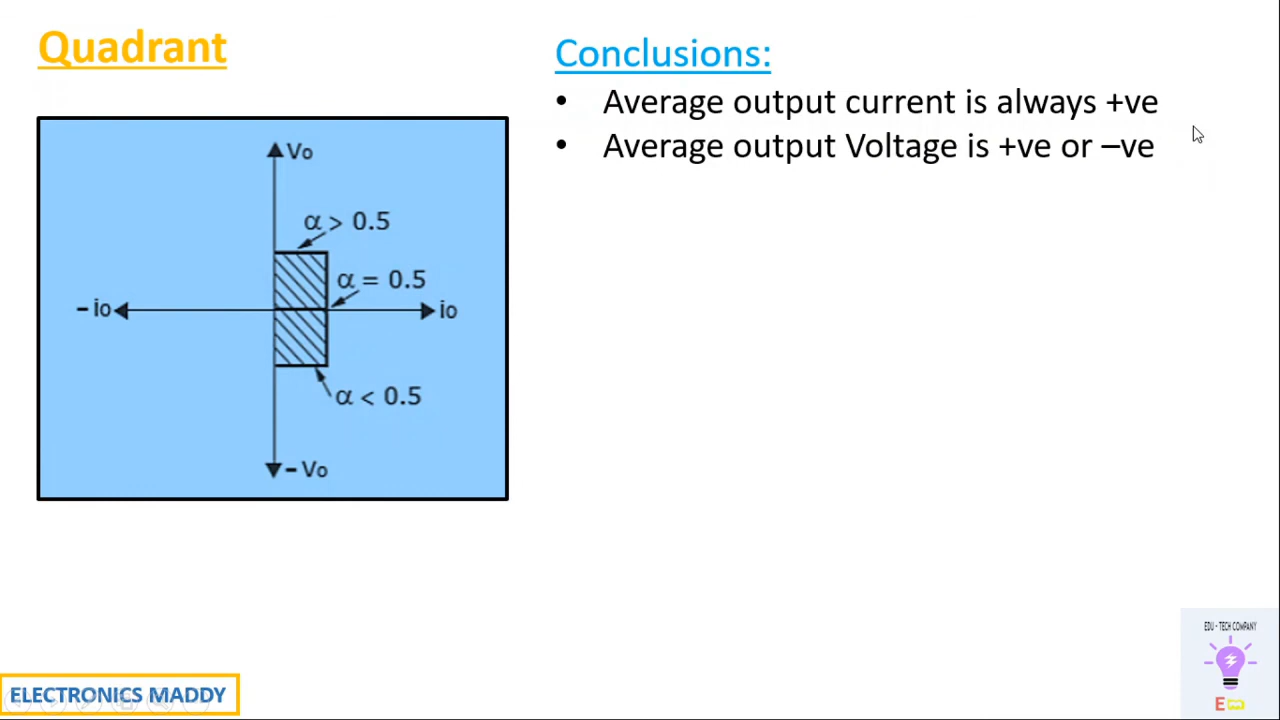 Quadrant
Conclusions:
• Average output current is always +ve
• Average output Voltage is +ve or –ve
Vo
α > 0.5
α = 0.5
- io
io
α < 0.5
- Vo
EDU - TECH COMPANY
E
ELECTRONICS MADDY